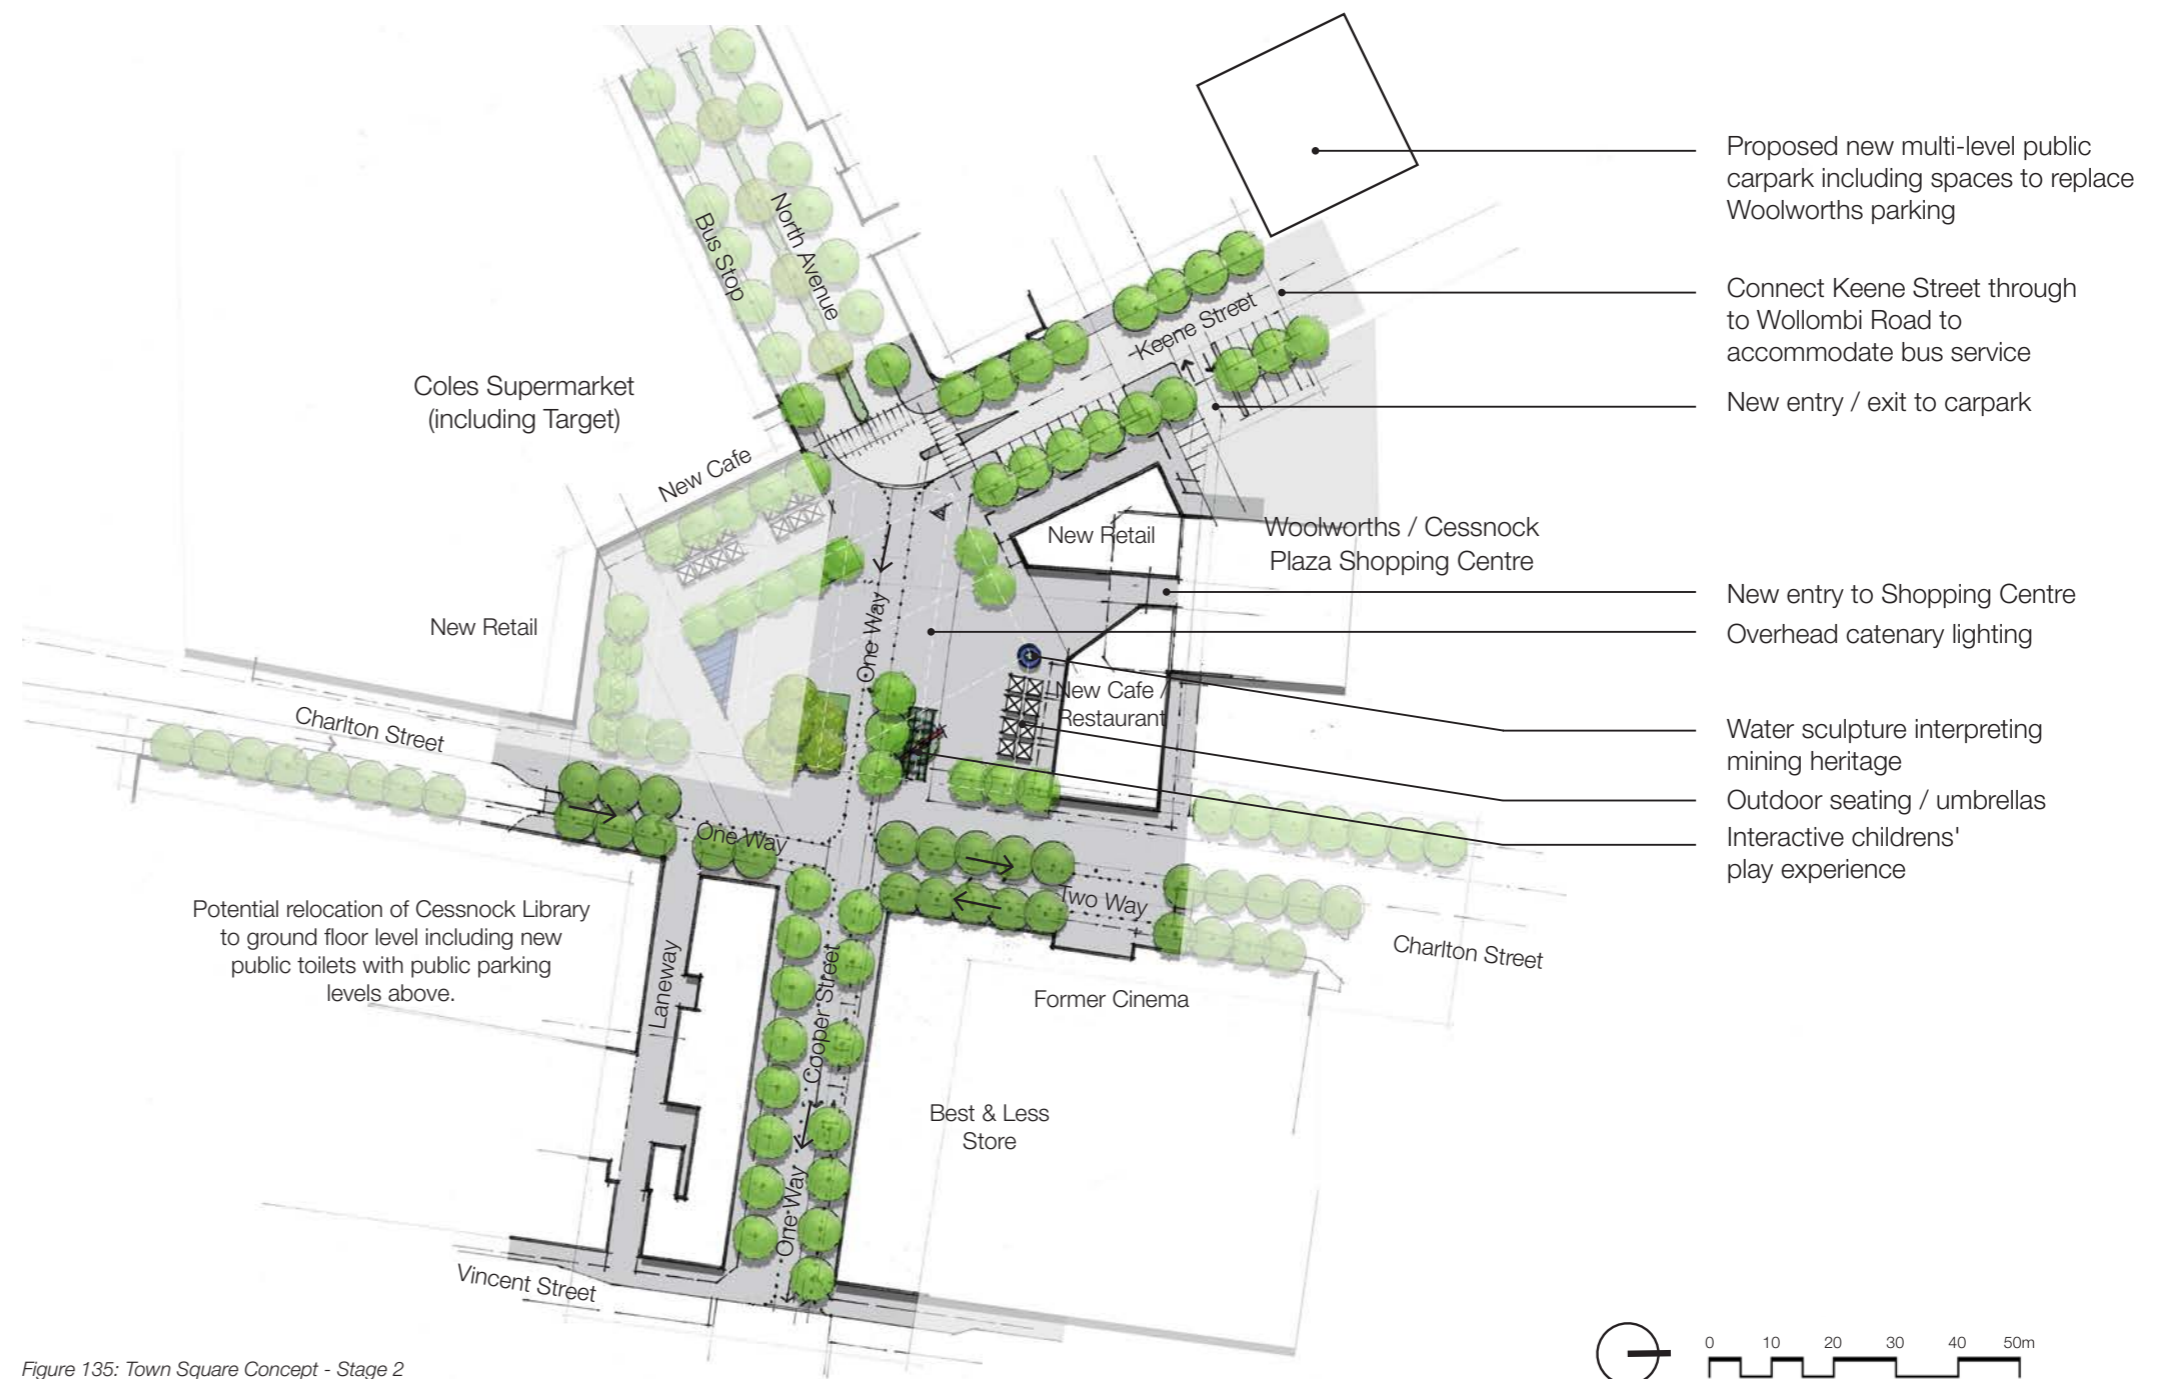 Proposed new multi-level public
carpark including spaces to replace
Woolworths parking
Connect Keene Street through
to Wollombi Road to
accommodate bus service
New entry / exit to carpark
New entry to Shopping Centre
Overhead catenary lighting
Water sculpture interpreting
mining heritage
Outdoor seating / umbrellas
Interactive childrens'
play experience
Bus Stop
North Avenue
Keene Street
Coles Supermarket
(including Target)
New Cafe
New Retail
Woolworths / Cessnock
Plaza Shopping Centre
New Retail
One Way
New Cafe /
Restaurant
Charlton Street
One Way
Two Way
Charlton Street
Potential relocation of Cessnock Library
to ground floor level including new
public toilets with public parking
levels above.
Laneway
Cooper Street
Former Cinema
Best & Less
Store
One Way
Vincent Street
0 10 20 30 40 50m
Figure 135: Town Square Concept - Stage 2